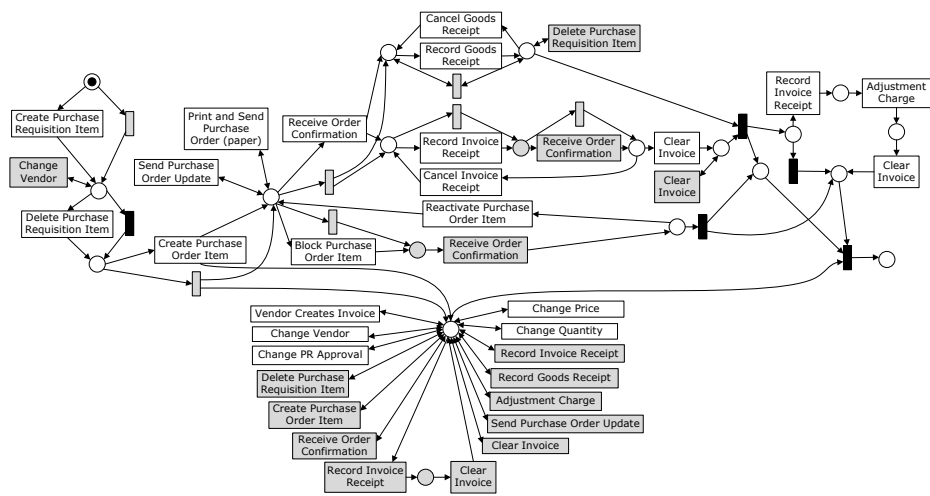 Cancel Goods
Receipt
Record Goods
Receipt
Delete Purchase
Requisition Item
Create Purchase
Requisition Item
Print and Send
Purchase
Order (paper)
Receive Order
Confirmation
Record
Invoice
Receipt
Adjustment
Charge
Record Invoice
Receipt
Receive Order
Confirmation
Clear
Invoice
Change
Vendor
Send Purchase
Order Update
Cancel Invoice
Receipt
Clear
Invoice
Clear
Invoice
Delete Purchase
Requisition Item
Reactivate Purchase
Order Item
Create Purchase
Order Item
Block Purchase
Order Item
Receive Order
Confirmation
Vendor Creates Invoice
Change Vendor
Change PR Approval
Delete Purchase
Requisition Item
Create Purchase
Order Item
Receive Order
Confirmation
Record Invoice
Receipt
Clear
Invoice
Change Price
Change Quantity
Record Invoice Receipt
Record Goods Receipt
Adjustment Charge
Send Purchase Order Update
Clear Invoice